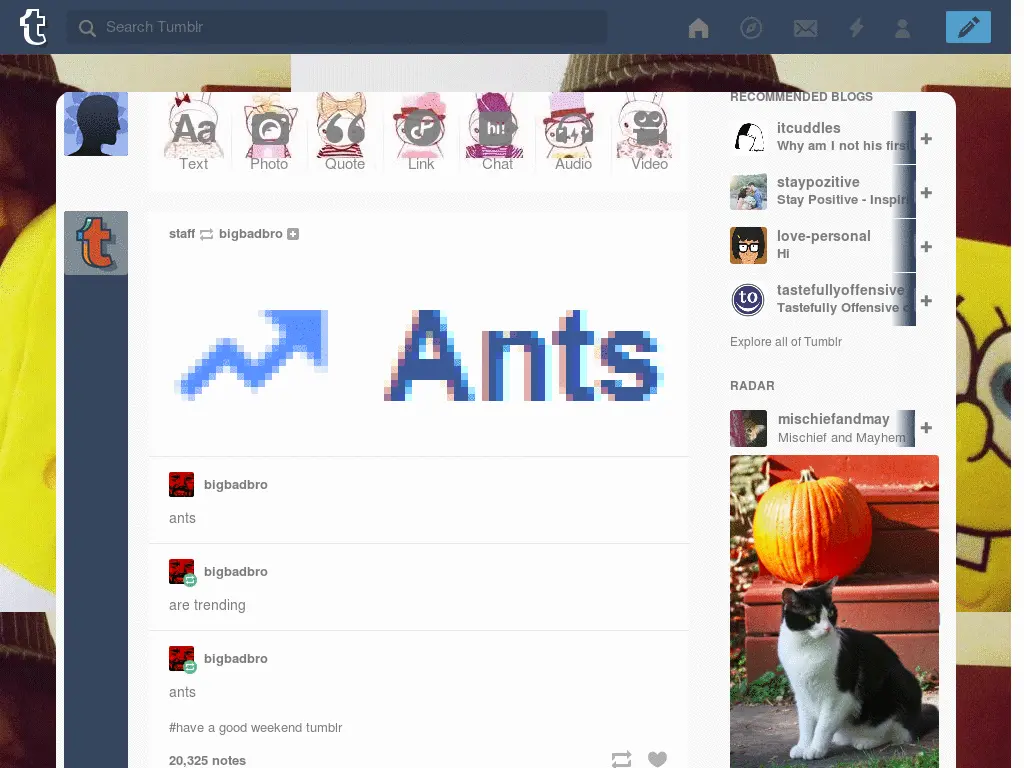 Search Tumblr
Aa
hi!
Text
Photo
Quote
Link
Chat
Audio
Video
staff bigbadbro
Ants
bigbadbro
ants
bigbadbro
are trending
bigbadbro
ants
#have a good weekend tumblr
20,325 notes
RECOMMENDED BLOGS
itcuddles
Why am I not his firs
staypozitive
Stay Positive - Inspir
love-personal
Hi
to
tastefullyoffensive
Tastefully Offensive
Explore all of Tumblr
RADAR
mischiefandmay
Mischief and Mayhem